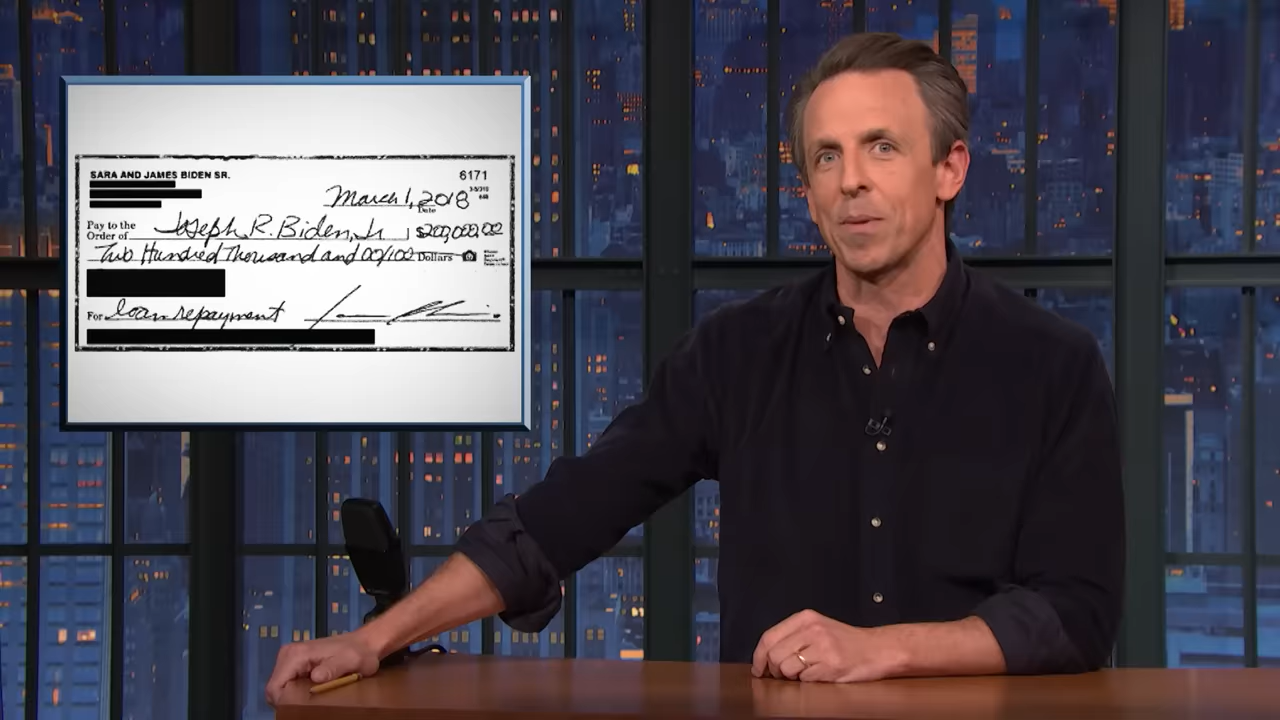 SARA AND JAMES BIDEN SR.
6171
March 1, 2018
Date
Pay to the
Order of Joseph R. Biden, Jr. $200,000.00
Two Hundred Thousand and 00/100 Dollars
For loan repayment